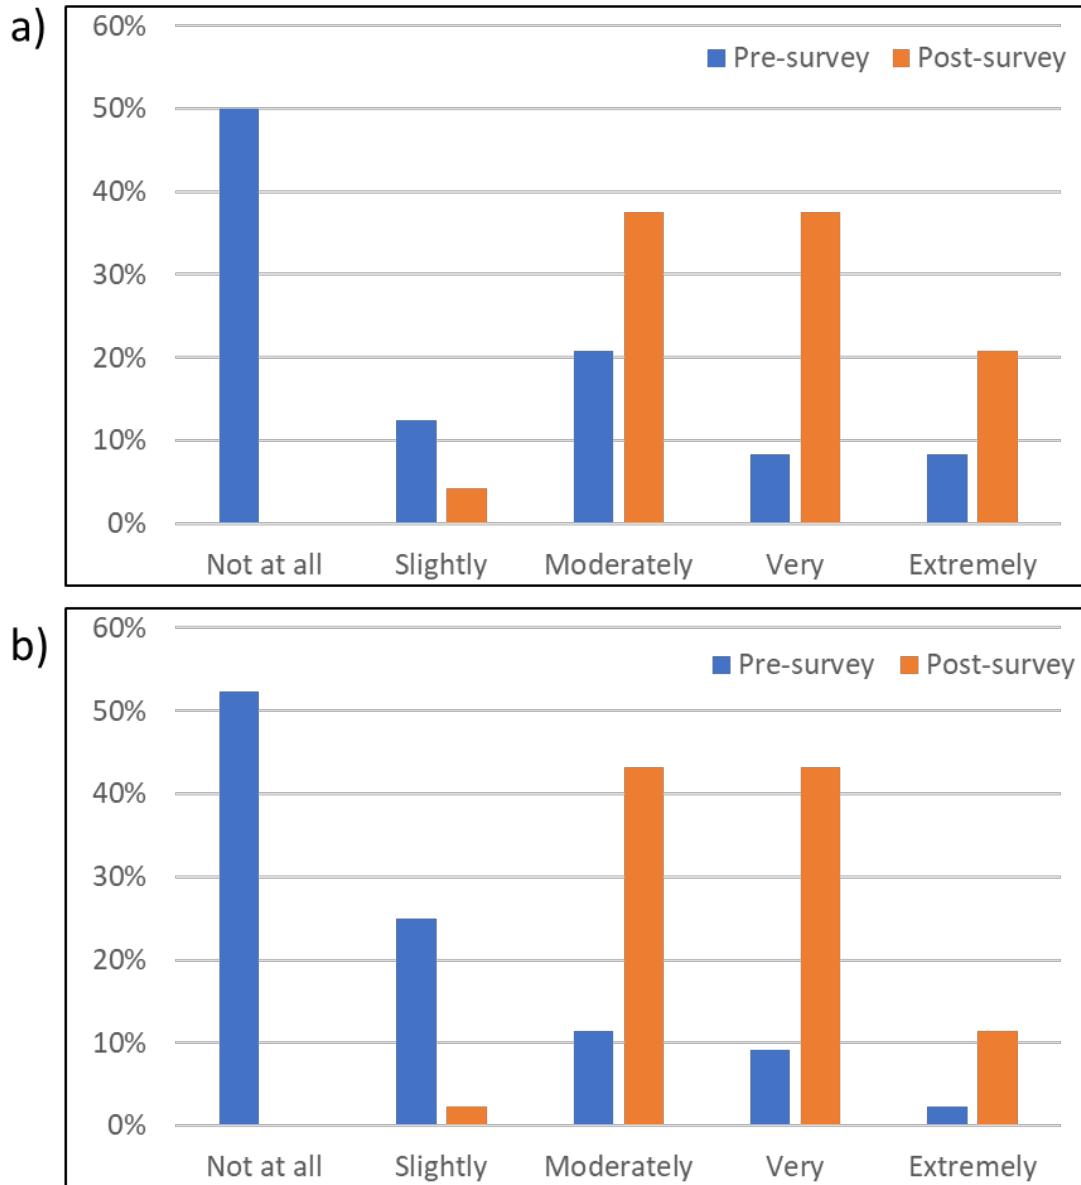 a)
60%
Pre-survey Post-survey
50%
40%
30%
20%
10%
0%
Not at all Slightly Moderately Very Extremely
b)
60%
Pre-survey Post-survey
50%
40%
30%
20%
10%
0%
Not at all Slightly Moderately Very Extremely